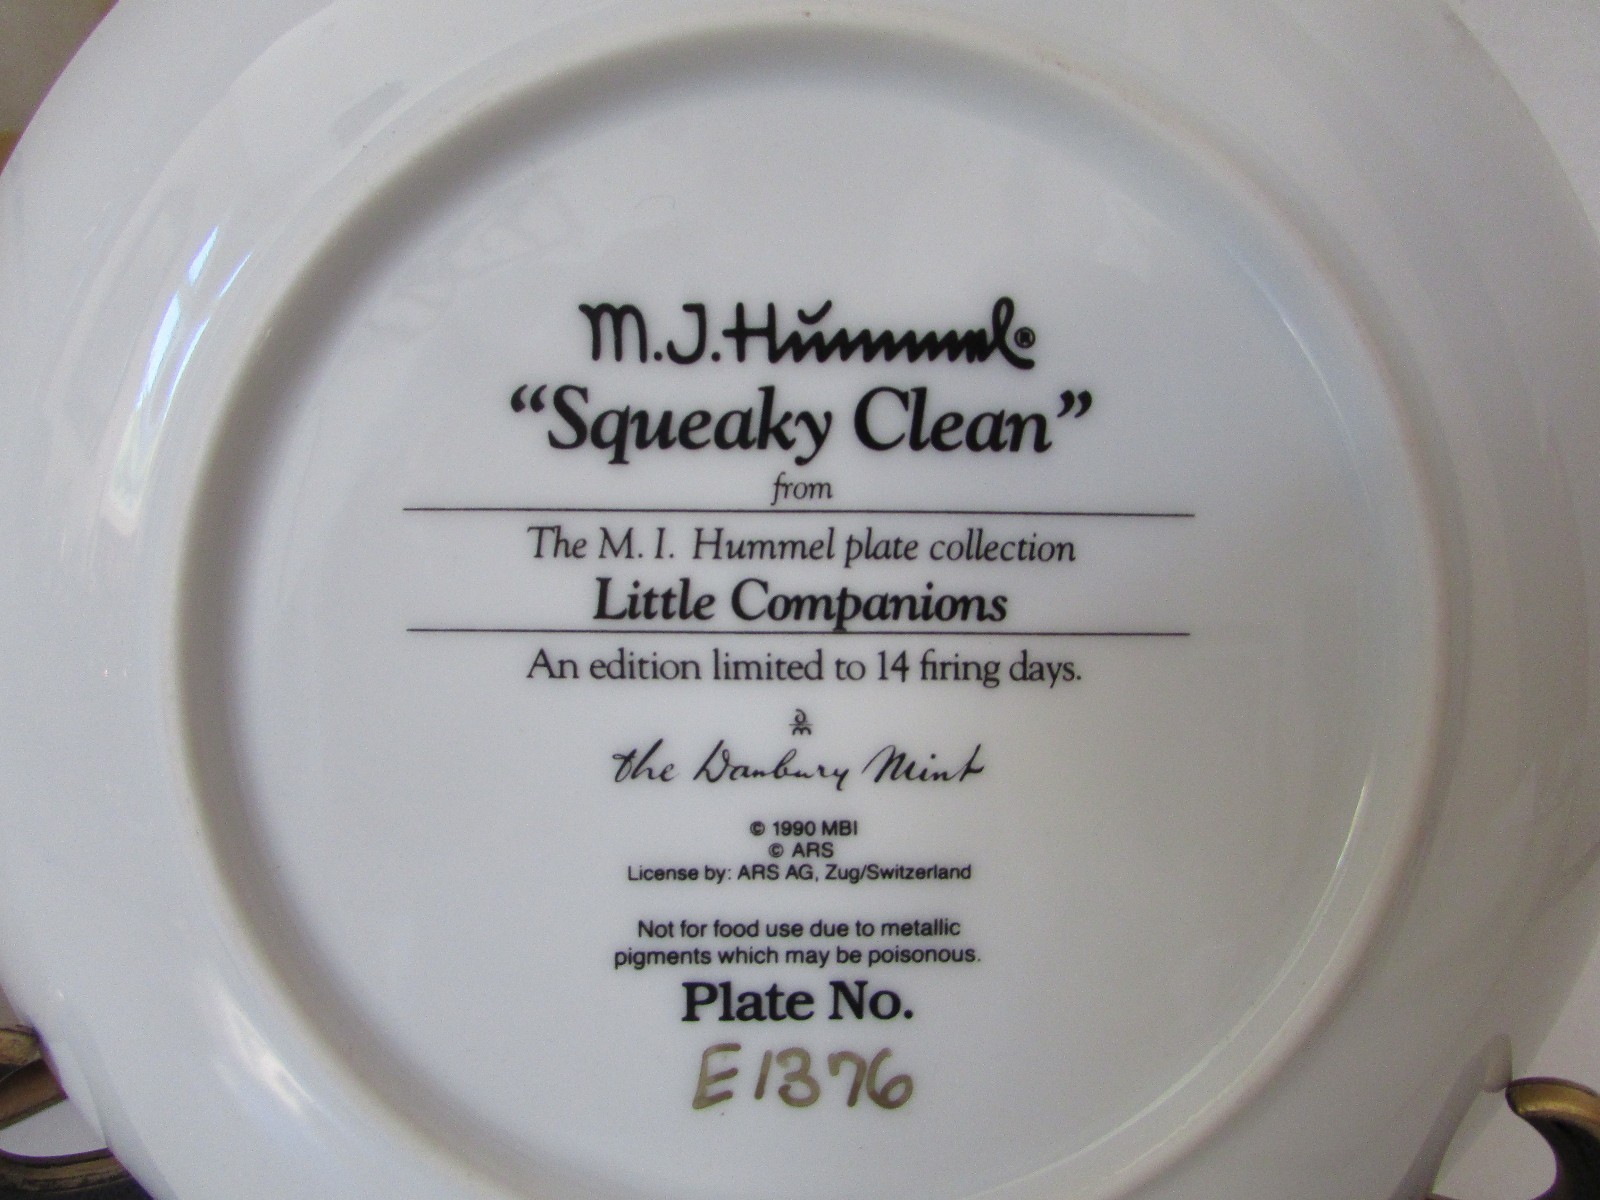 M.J. Hŭmmel®
“Squeaky Clean”
from
The M. I. Hummel plate collection
Little Companions
An edition limited to 14 firing days.
the Danbury Mint
© 1990 MBI
© ARS
License by: ARS AG, Zug/Switzerland
Not for food use due to metallic
pigments which may be poisonous.
Plate No.
E1376